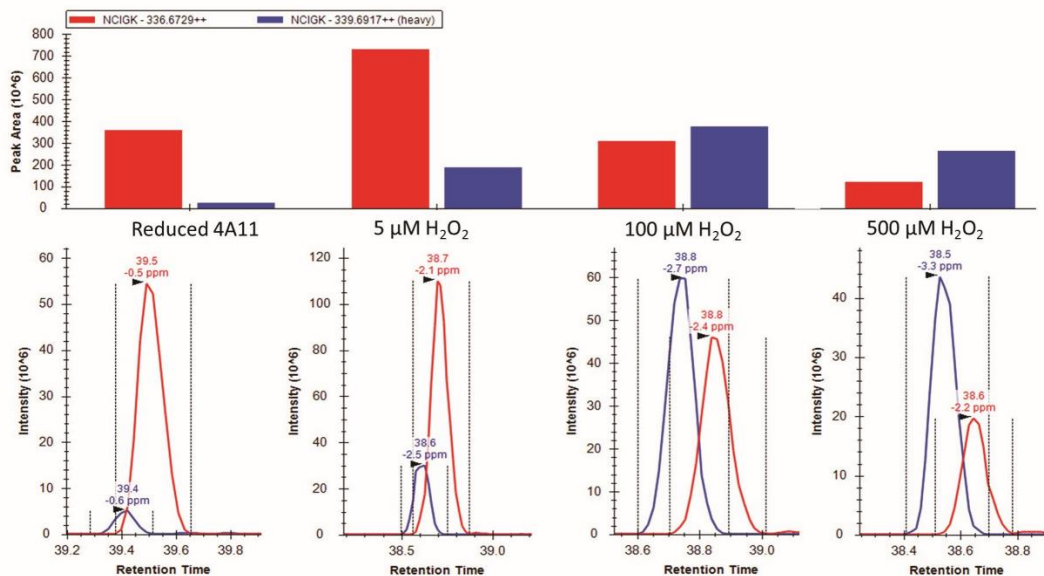 NCIGK - 336.6729++ NCIGK - 339.6917++ (heavy)
Peak Area (10^6)
800
700
600
500
400
300
200
100
0
Reduced 4A11 5 µM H₂O₂ 100 µM H₂O₂ 500 µM H₂O₂
Intensity (10^6)
60
50
40
30
20
10
0
39.5
-0.5 ppm
39.4
-0.6 ppm
39.2 39.4 39.6 39.8
Retention Time
Intensity (10^6)
120
100
80
60
40
20
0
38.7
-2.1 ppm
38.6
-2.5 ppm
38.5 39.0
Retention Time
Intensity (10^6)
60
50
40
30
20
10
0
38.8
-2.7 ppm
38.8
-2.4 ppm
38.6 38.8 39.0
Retention Time
Intensity (10^6)
40
30
20
10
0
38.5
-3.3 ppm
38.6
-2.2 ppm
38.4 38.6 38.8
Retention Time